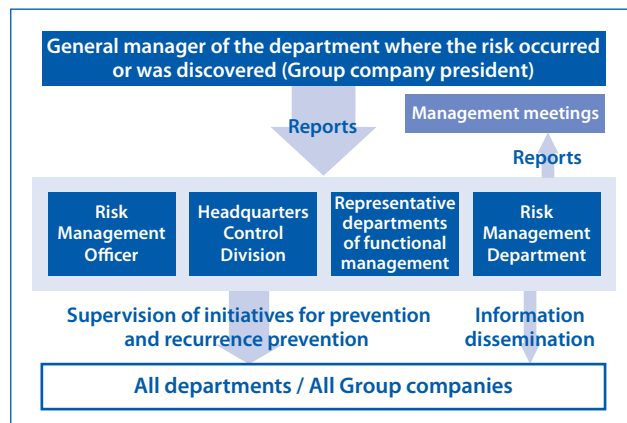 General manager of the department where the risk occurred
or was discovered (Group company president)
Reports
Management meetings
Reports
Risk
Management
Officer
Headquarters
Control
Division
Representative
departments
of functional
management
Risk
Management
Department
Supervision of initiatives for prevention
and recurrence prevention
Information
dissemination
All departments / All Group companies